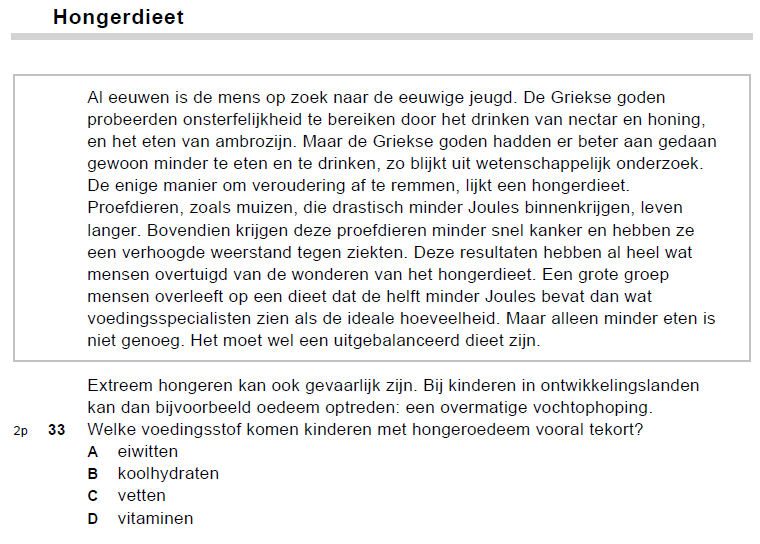 Hongerdieet
Al eeuwen is de mens op zoek naar de eeuwige jeugd. De Griekse goden
probeerden onsterfelijkheid te bereiken door het drinken van nectar en honing,
en het eten van ambrozijn. Maar de Griekse goden hadden er beter aan gedaan
gewoon minder te eten en te drinken, zo blijkt uit wetenschappelijk onderzoek.
De enige manier om veroudering af te remmen, lijkt een hongerdieet.
Proefdieren, zoals muizen, die drastisch minder Joules binnenkrijgen, leven
langer. Bovendien krijgen deze proefdieren minder snel kanker en hebben ze
een verhoogde weerstand tegen ziekten. Deze resultaten hebben al heel wat
mensen overtuigd van de wonderen van het hongerdieet. Een grote groep
mensen overleeft op een dieet dat de helft minder Joules bevat dan wat
voedingsspecialisten zien als de ideale hoeveelheid. Maar alleen minder eten is
niet genoeg. Het moet wel een uitgebalanceerd dieet zijn.
Extreem hongeren kan ook gevaarlijk zijn. Bij kinderen in ontwikkelingslanden
kan dan bijvoorbeeld oedeem optreden: een overmatige vochtophoping.
2p 33 Welke voedingsstof komen kinderen met hongeroedeem vooral tekort?
A eiwitten
B koolhydraten
C vetten
D vitaminen